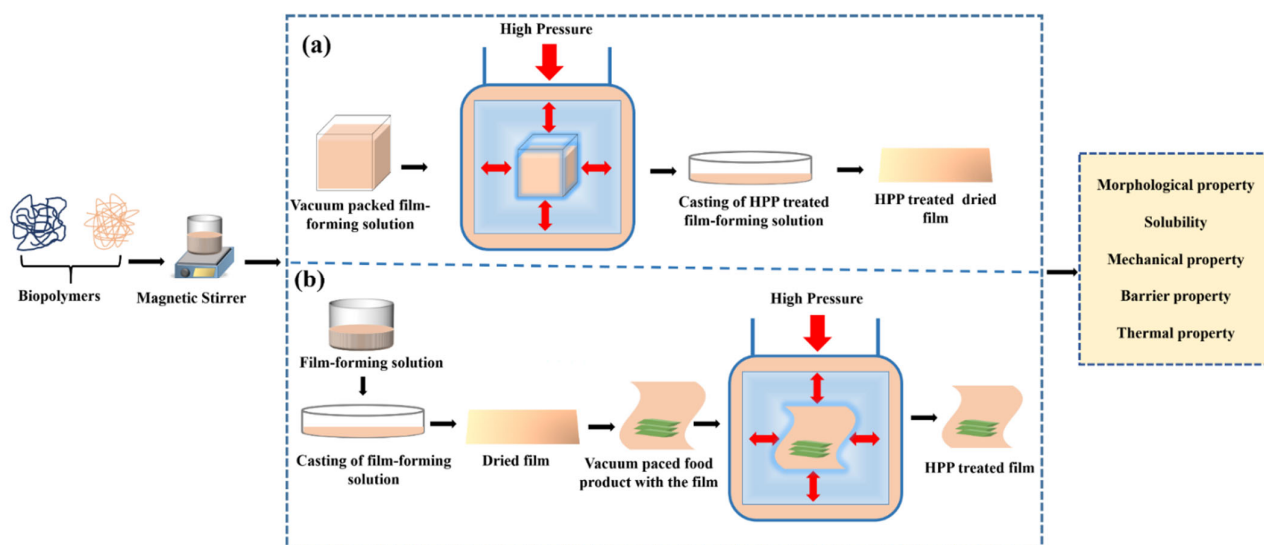 Biopolymers
Magnetic Stirrer
(a)
High Pressure
Vacuum packed film-
forming solution
Casting of HPP treated
film-forming solution
HPP treated dried
film
(b)
Film-forming solution
Casting of film-forming
solution
Dried film
Vacuum paced food
product with the film
High Pressure
HPP treated film
Morphological property
Solubility
Mechanical property
Barrier property
Thermal property